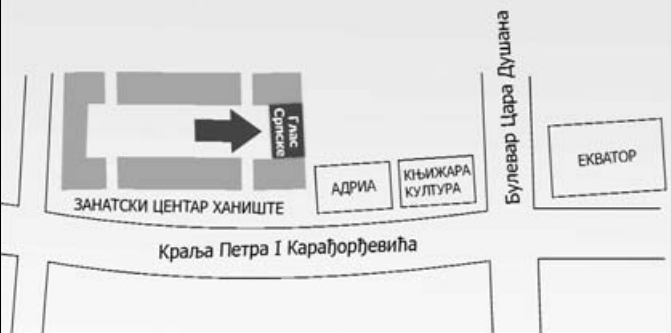 Булевар Цара Душана
Глас
Српске
ЕКВАТОР
АДРИА
КЊИЖАРА
КУЛТУРА
ЗАНАТСКИ ЦЕНТАР ХАНИШТЕ
Краља Петра I Карађорђевића